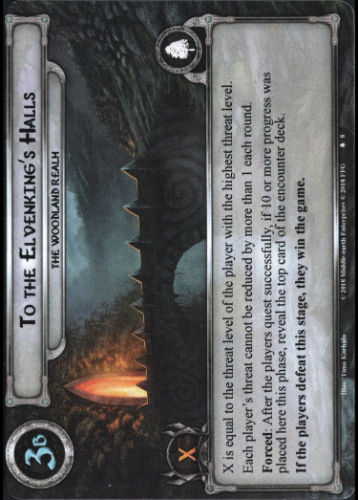 3B
TO THE ELVENKING'S HALLS
THE WOODLAND REALM
X
X is equal to the threat level of the player with the highest threat level.
Each player's threat cannot be reduced by more than 1 each round.
Forced: After the players quest successfully, if 10 or more progress was
placed here this phase, reveal the top card of the encounter deck.
If the players defeat this stage, they win the game.
Illus. Timo Karhula © 2018 Middle-earth Enterprises © 2018 FFG 8